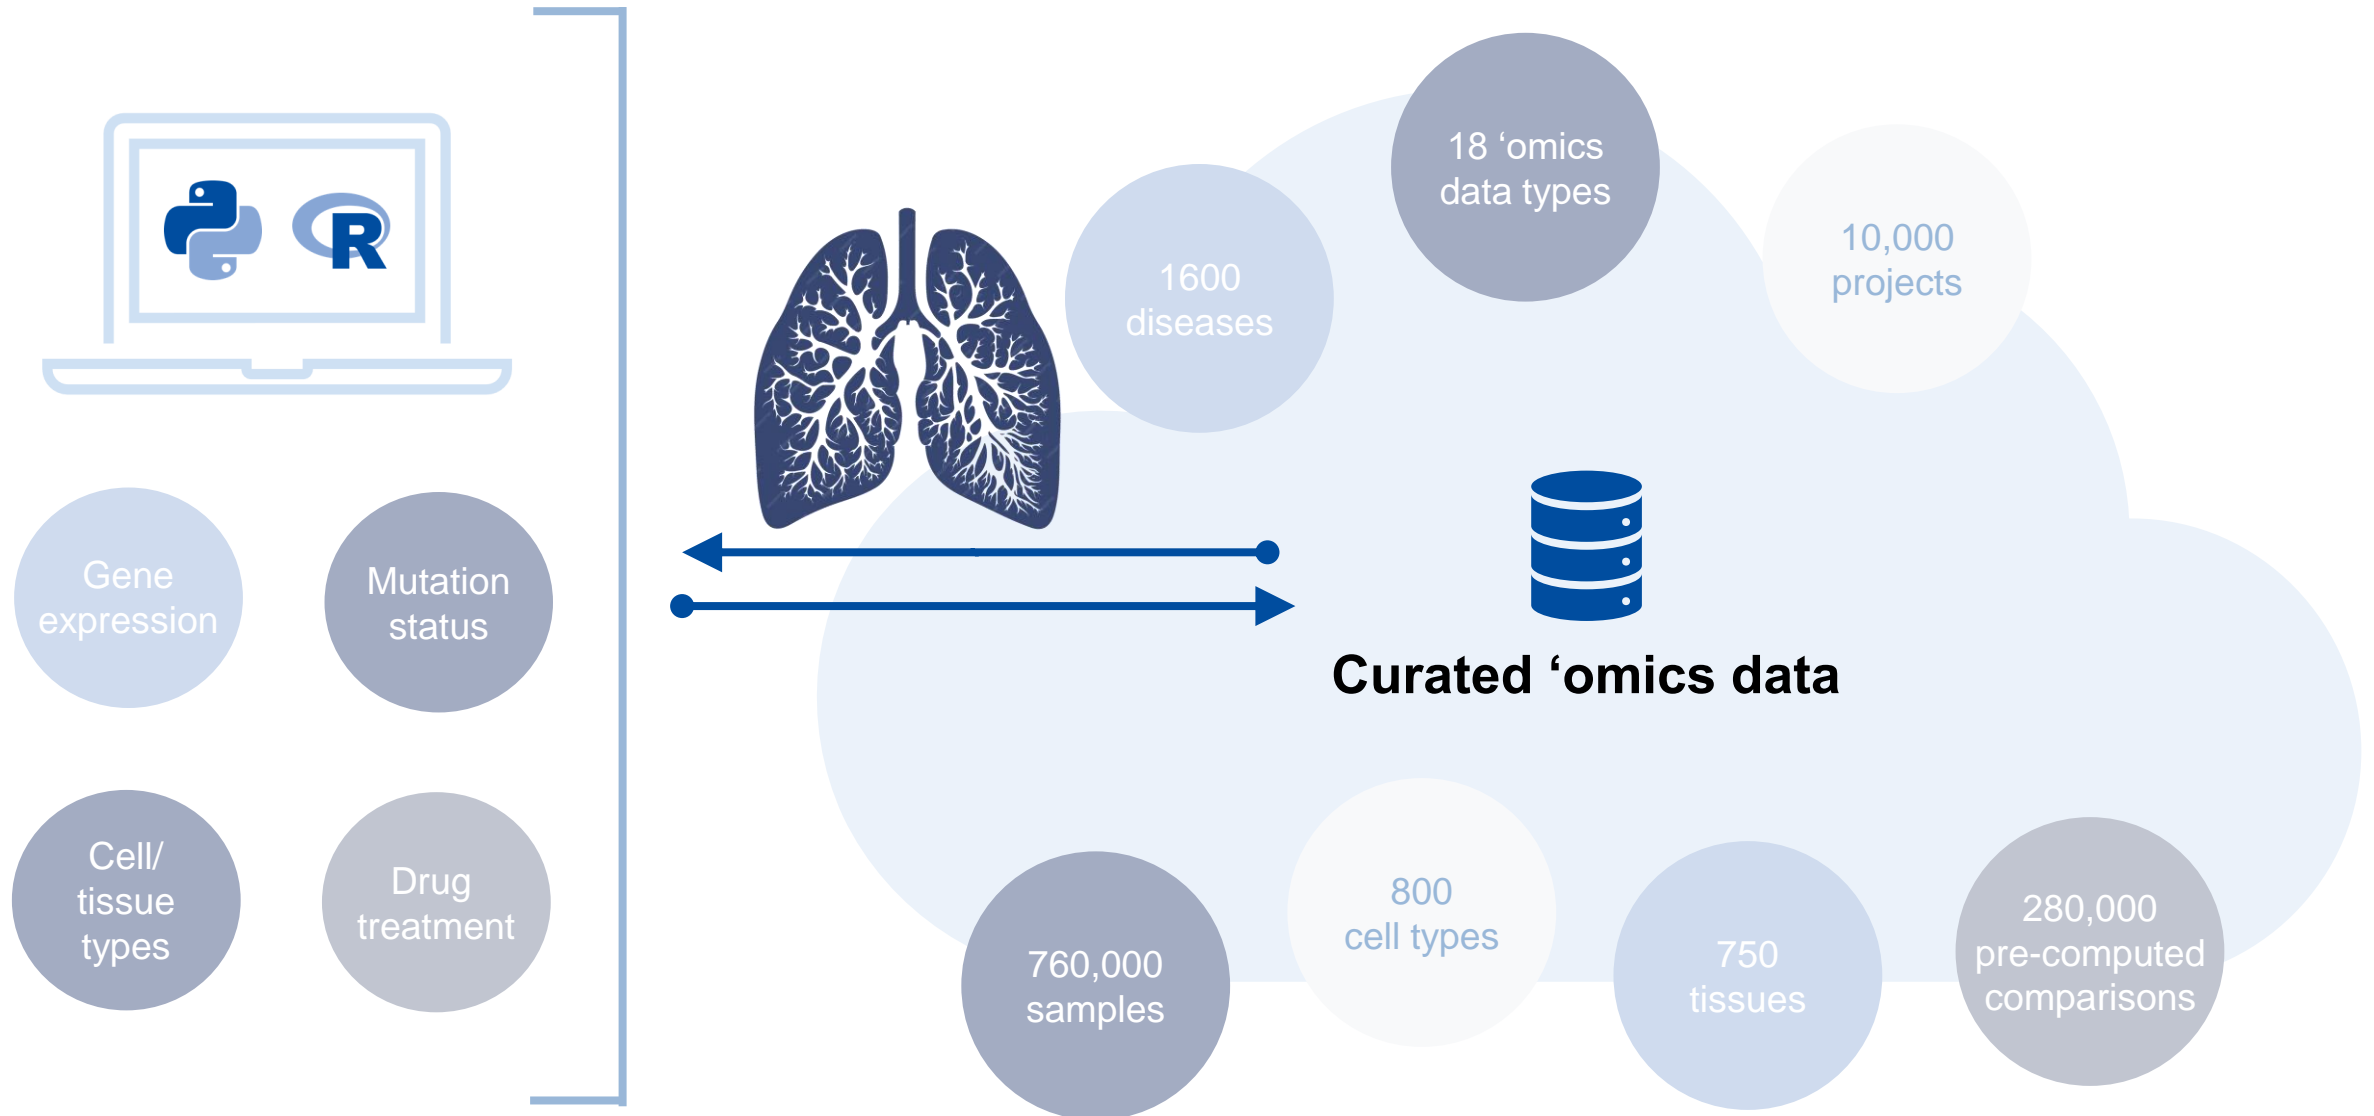 R
Gene
expression
Mutation
status
Cell/
tissue
types
Drug
treatment
1600
diseases
18 ‘omics
data types
10,000
projects
Curated ‘omics data
760,000
samples
800
cell types
750
tissues
280,000
pre-computed
comparisons